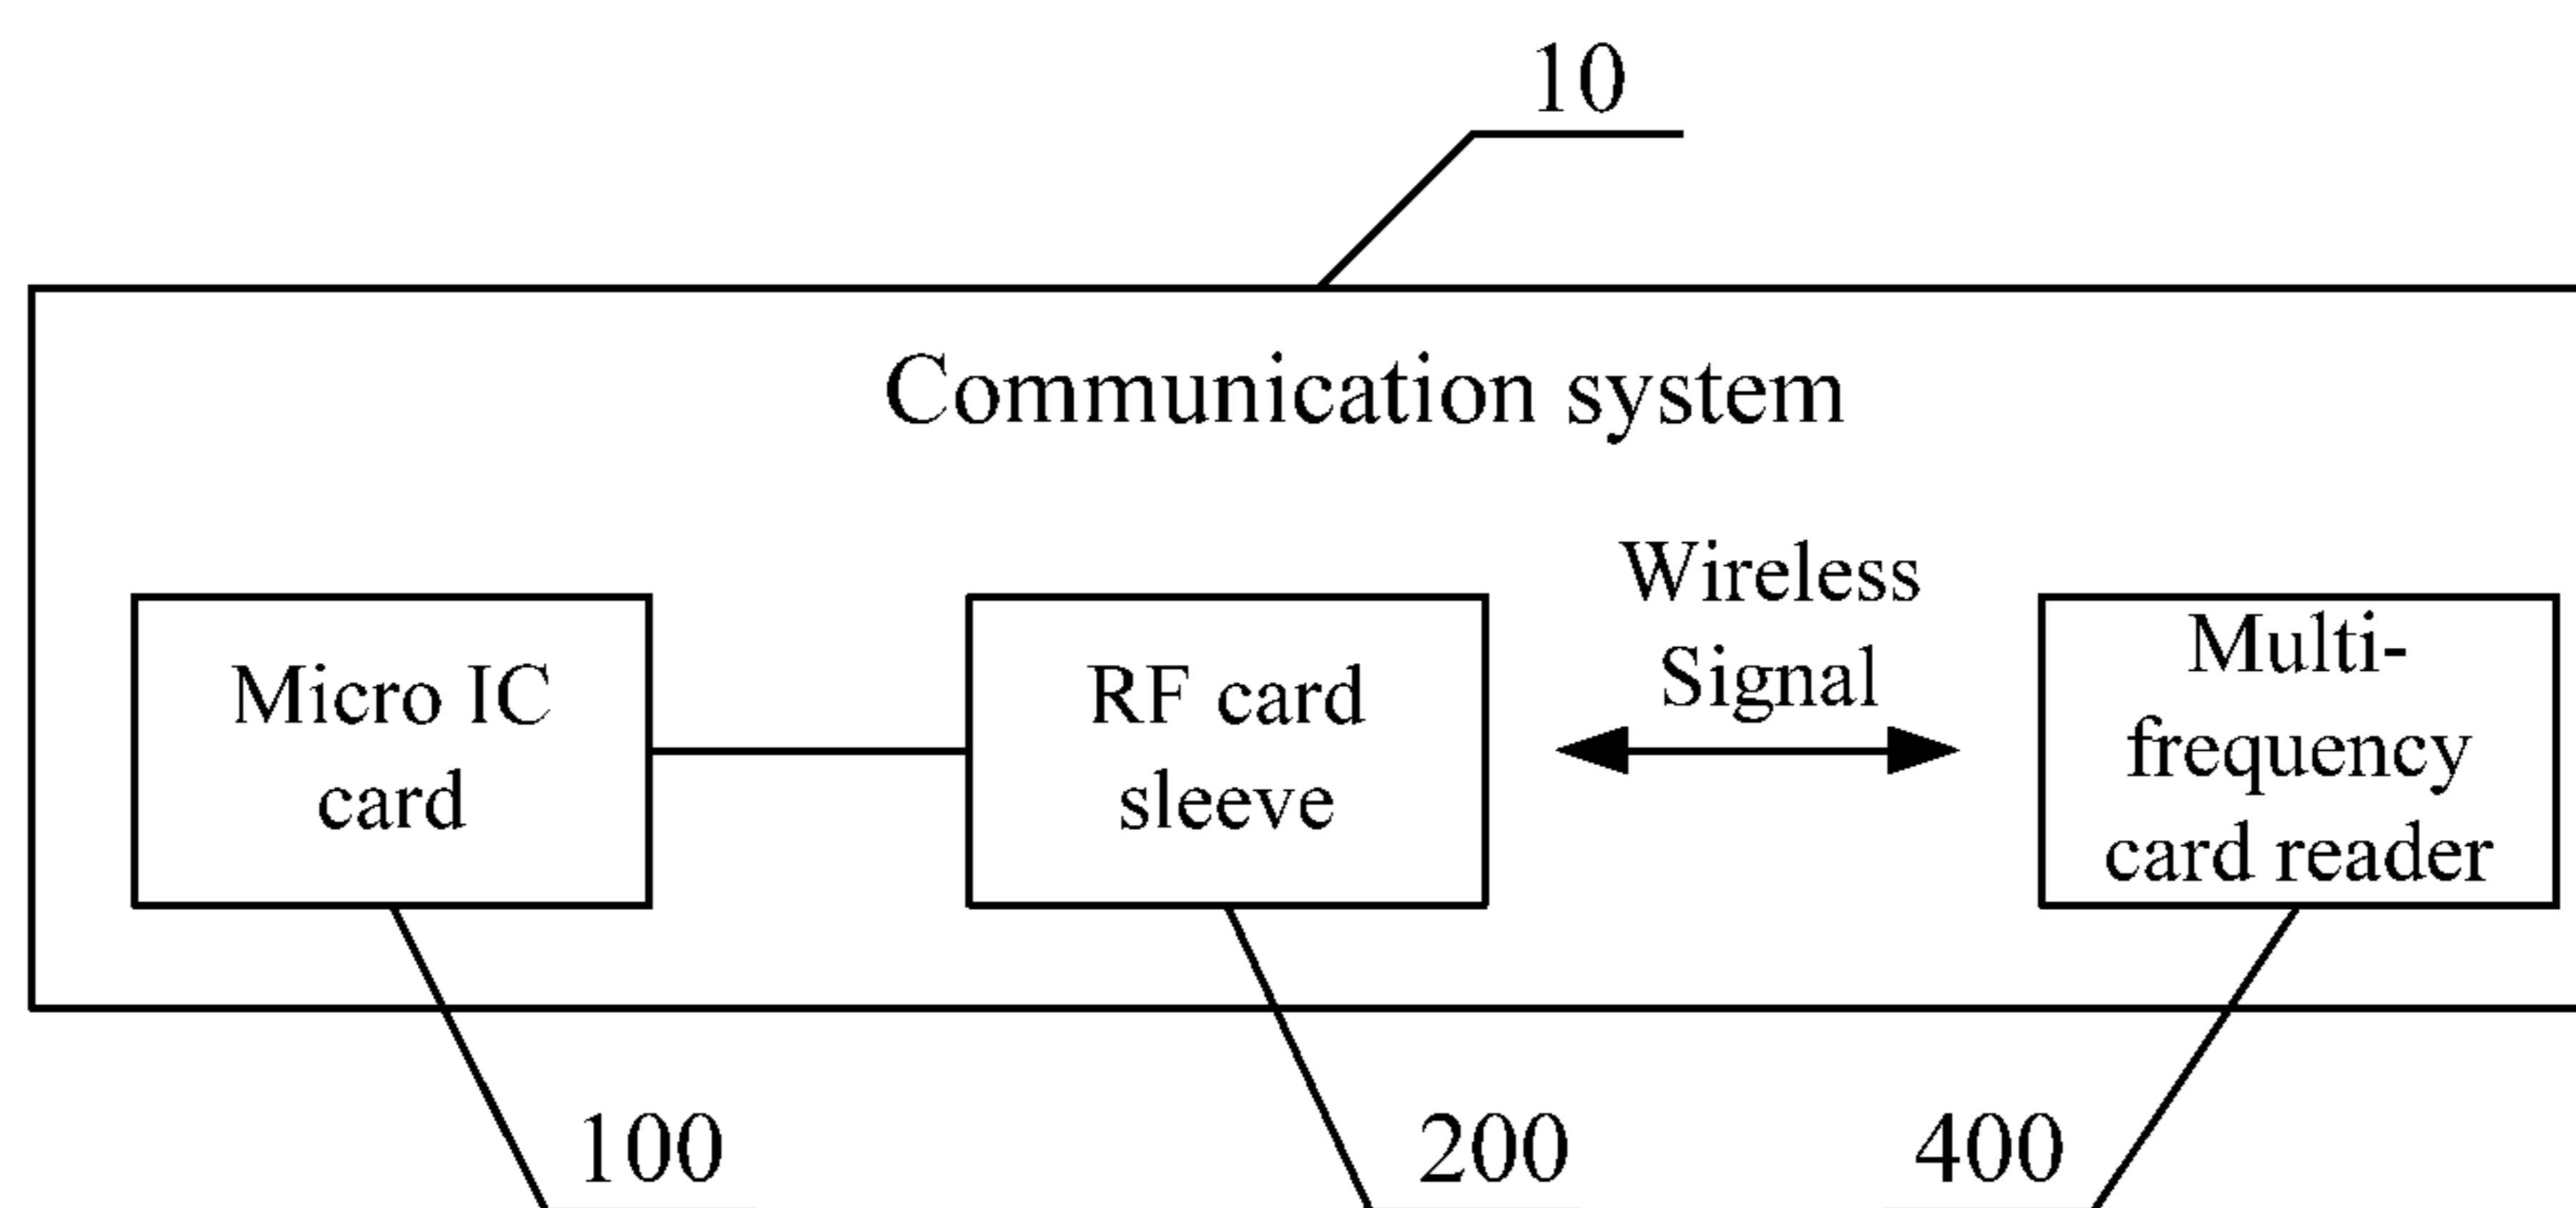 10
Communication system
Micro IC
card
RF card
sleeve
Wireless
Signal
Multi-
frequency
card reader
100
200
400